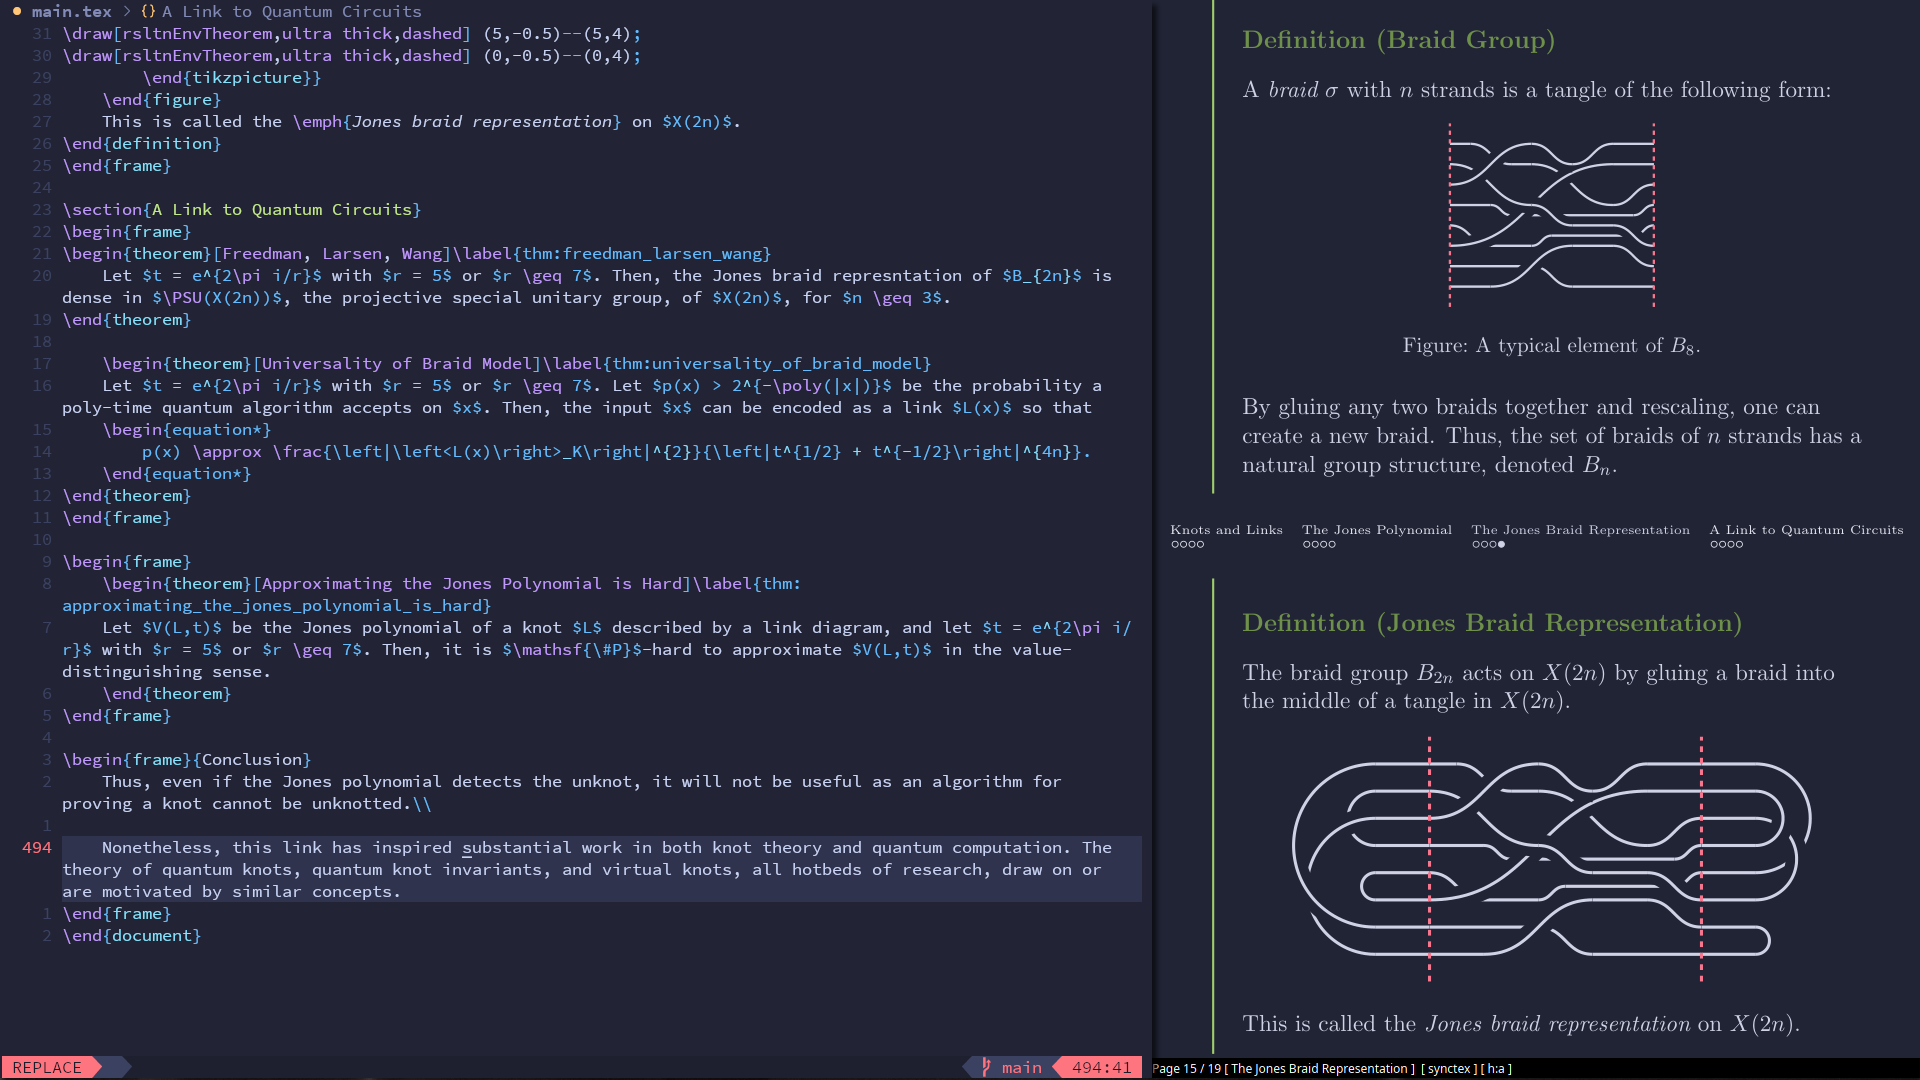 main.tex > {} A Link to Quantum Circuits
31 \draw[rsltnEnvTheorem,ultra thick,dashed] (5,-0.5)--(5,4);
30 \draw[rsltnEnvTheorem,ultra thick,dashed] (0,-0.5)--(0,4);
29 \end{tikzpicture}}
28 \end{figure}
27 This is called the \emph{Jones braid representation} on $X(2n)$.
26 \end{definition}
25 \end{frame}
24
23 \section{A Link to Quantum Circuits}
22 \begin{frame}
21 \begin{theorem}[Freedman, Larsen, Wang]\label{thm:freedman_larsen_wang}
20 Let $t = e^{2\pi i/r}$ with $r = 5$ or $r \geq 7$. Then, the Jones braid represntation of $B_{2n}$ is
dense in $\PSU(X(2n))$, the projective special unitary group, of $X(2n)$, for $n \geq 3$.
19 \end{theorem}
18
17 \begin{theorem}[Universality of Braid Model]\label{thm:universality_of_braid_model}
16 Let $t = e^{2\pi i/r}$ with $r = 5$ or $r \geq 7$. Let $p(x) > 2^{-\poly(|x|)}$ be the probability a
poly-time quantum algorithm accepts on $x$. Then, the input $x$ can be encoded as a link $L(x)$ so that
15 \begin{equation*}
14 p(x) \approx \frac{\left|\left<L(x)\right>_K\right|^{2}}{\left|t^{1/2} + t^{-1/2}\right|^{4n}}.
13 \end{equation*}
12 \end{theorem}
11 \end{frame}
10
9 \begin{frame}
8 \begin{theorem}[Approximating the Jones Polynomial is Hard]\label{thm:
approximating_the_jones_polynomial_is_hard}
7 Let $V(L,t)$ be the Jones polynomial of a knot $L$ described by a link diagram, and let $t = e^{2\pi i/
r}$ with $r = 5$ or $r \geq 7$. Then, it is $\mathsf{\#P}$-hard to approximate $V(L,t)$ in the value-
distinguishing sense.
6 \end{theorem}
5 \end{frame}
4
3 \begin{frame}{Conclusion}
2 Thus, even if the Jones polynomial detects the unknot, it will not be useful as an algorithm for
proving a knot cannot be unknotted.\\
1
494 Nonetheless, this link has inspired substantial work in both knot theory and quantum computation. The
theory of quantum knots, quantum knot invariants, and virtual knots, all hotbeds of research, draw on or
are motivated by similar concepts.
1 \end{frame}
2 \end{document}
REPLACE
main 494:41
Definition (Braid Group)
A braid σ with n strands is a tangle of the following form:
Figure: A typical element of B₈.
By gluing any two braids together and rescaling, one can
create a new braid. Thus, the set of braids of n strands has a
natural group structure, denoted Bₙ.
Knots and Links The Jones Polynomial The Jones Braid Representation A Link to Quantum Circuits
Definition (Jones Braid Representation)
The braid group B₂ₙ acts on X(2n) by gluing a braid into
the middle of a tangle in X(2n).
This is called the Jones braid representation on X(2n).
Page 15 / 19 [ The Jones Braid Representation ] [ synctex ] [ h:a ]